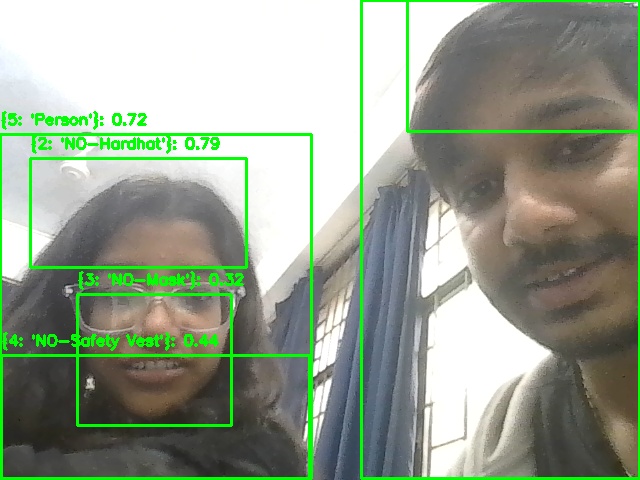 {5: 'Person'}: 0.72
{2: 'NO-Hardhat'}: 0.79
{3: 'NO-Mask'}: 0.32
{4: 'NO-Safety Vest'}: 0.44